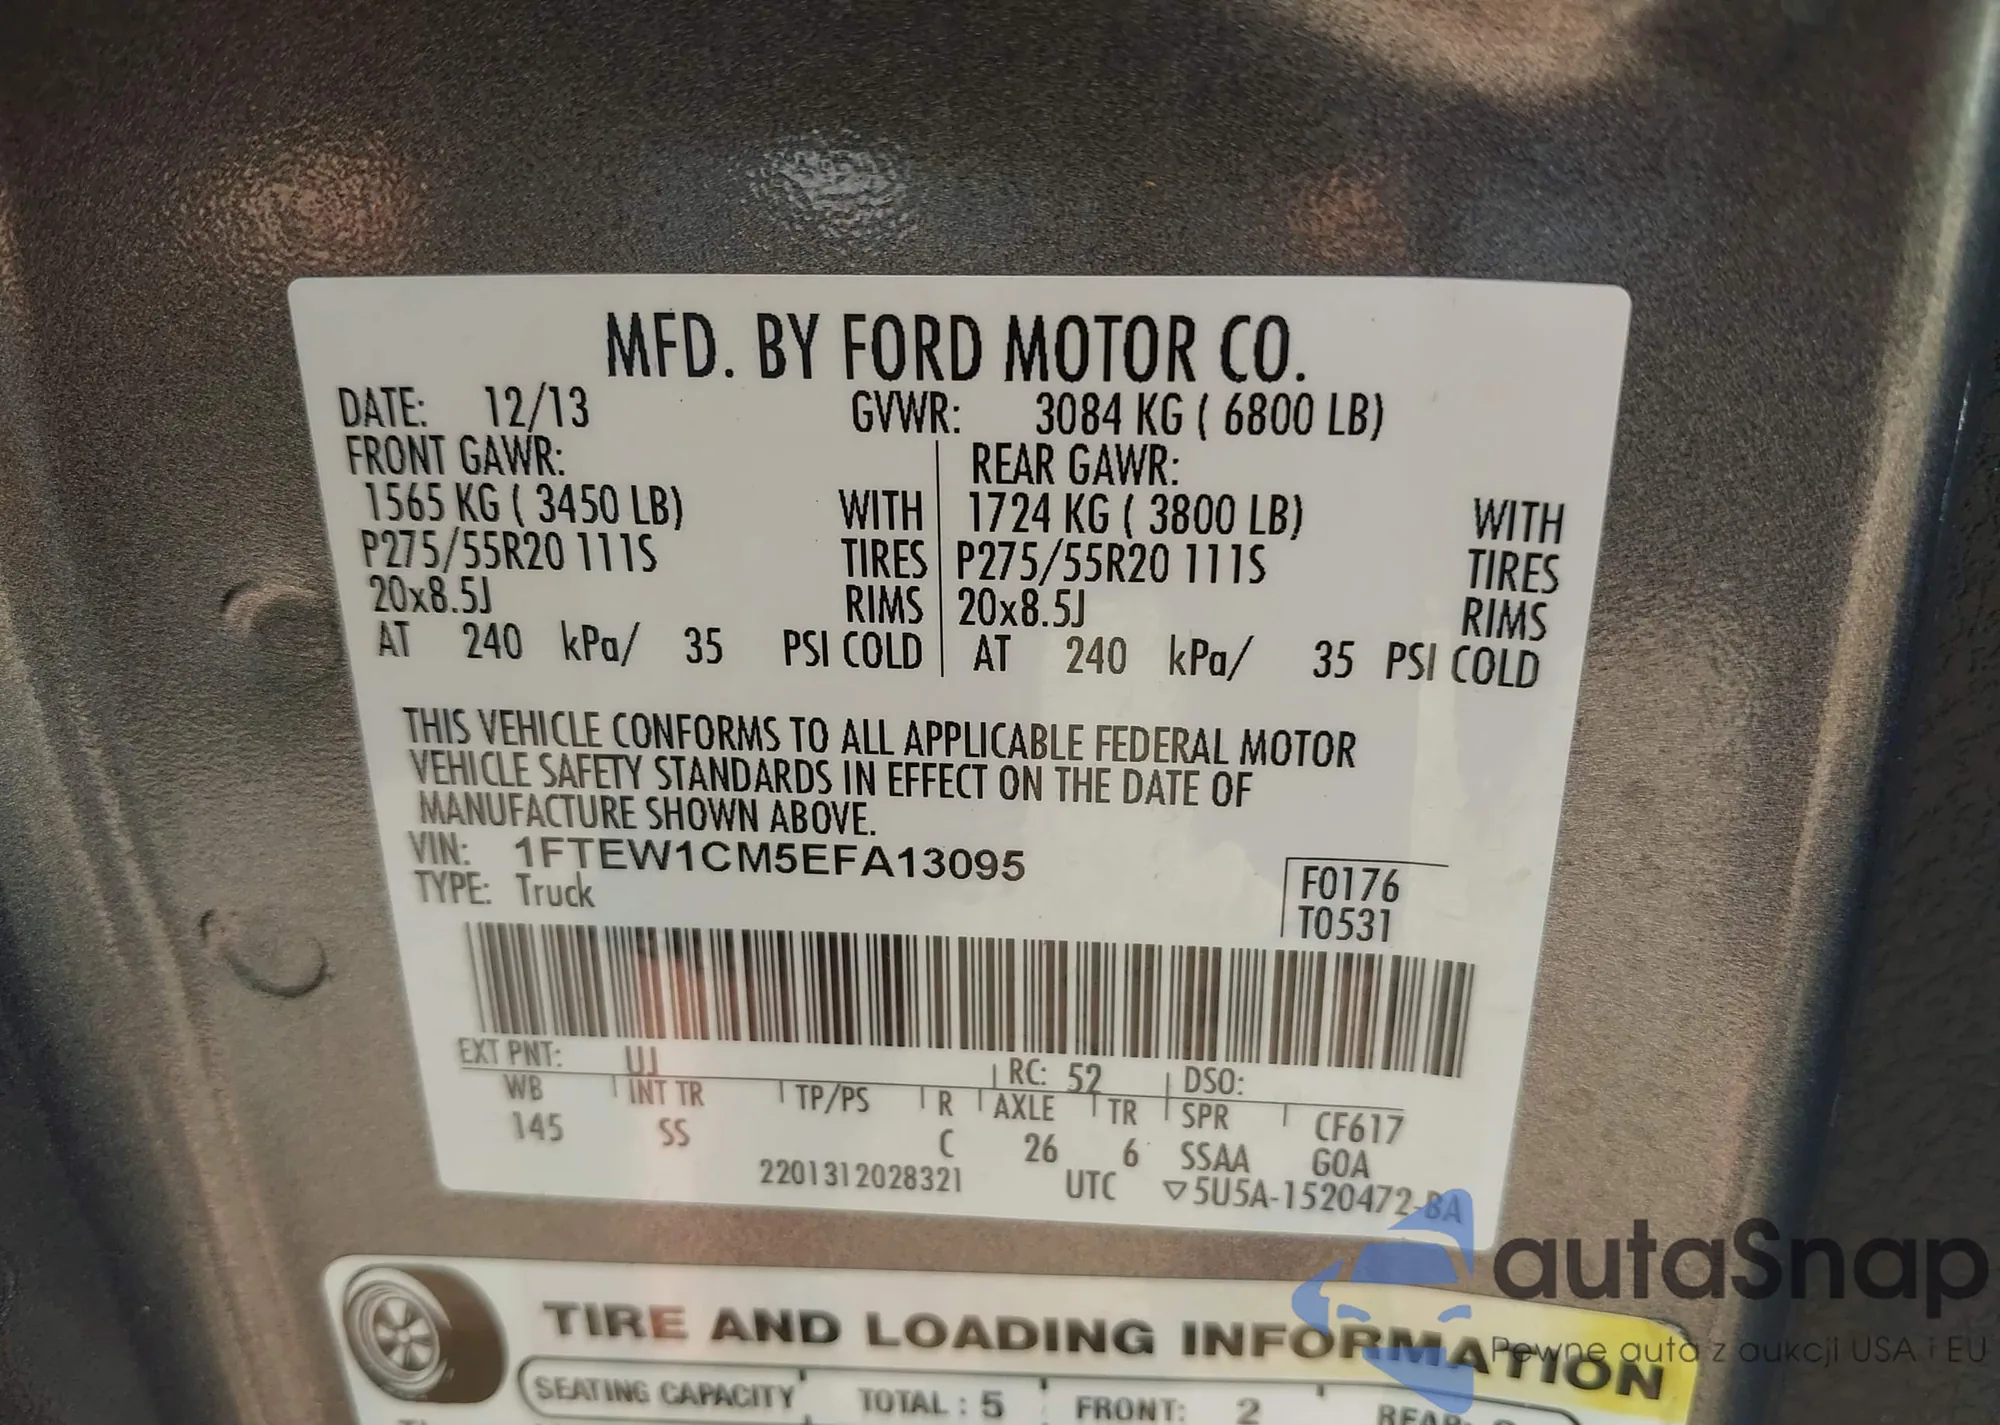 MFD. BY FORD MOTOR CO.
DATE: 12/13 GVWR: 3084 KG ( 6800 LB)
FRONT GAWR: REAR GAWR:
1565 KG ( 3450 LB) WITH 1724 KG ( 3800 LB) WITH
P275/55R20 111S TIRES P275/55R20 111S TIRES
20x8.5J RIMS 20x8.5J RIMS
AT 240 kPa/ 35 PSI COLD AT 240 kPa/ 35 PSI COLD
THIS VEHICLE CONFORMS TO ALL APPLICABLE FEDERAL MOTOR
VEHICLE SAFETY STANDARDS IN EFFECT ON THE DATE OF
MANUFACTURE SHOWN ABOVE.
VIN: 1FTEW1CM5EFA13095
TYPE: Truck
F0176
T0531
EXT PNT: UJ RC: 52 DSO:
WB INT TR TP/PS R AXLE TR SPR CF617
145 SS C 26 6 SSAA GOA
2201312028321 UTC ▽5U5A-1520472-BA
autaSnap
Pewne auta z aukcji USA i EU
TIRE AND LOADING INFORMATION
SEATING CAPACITY TOTAL : 5 FRONT: 2 REAR: